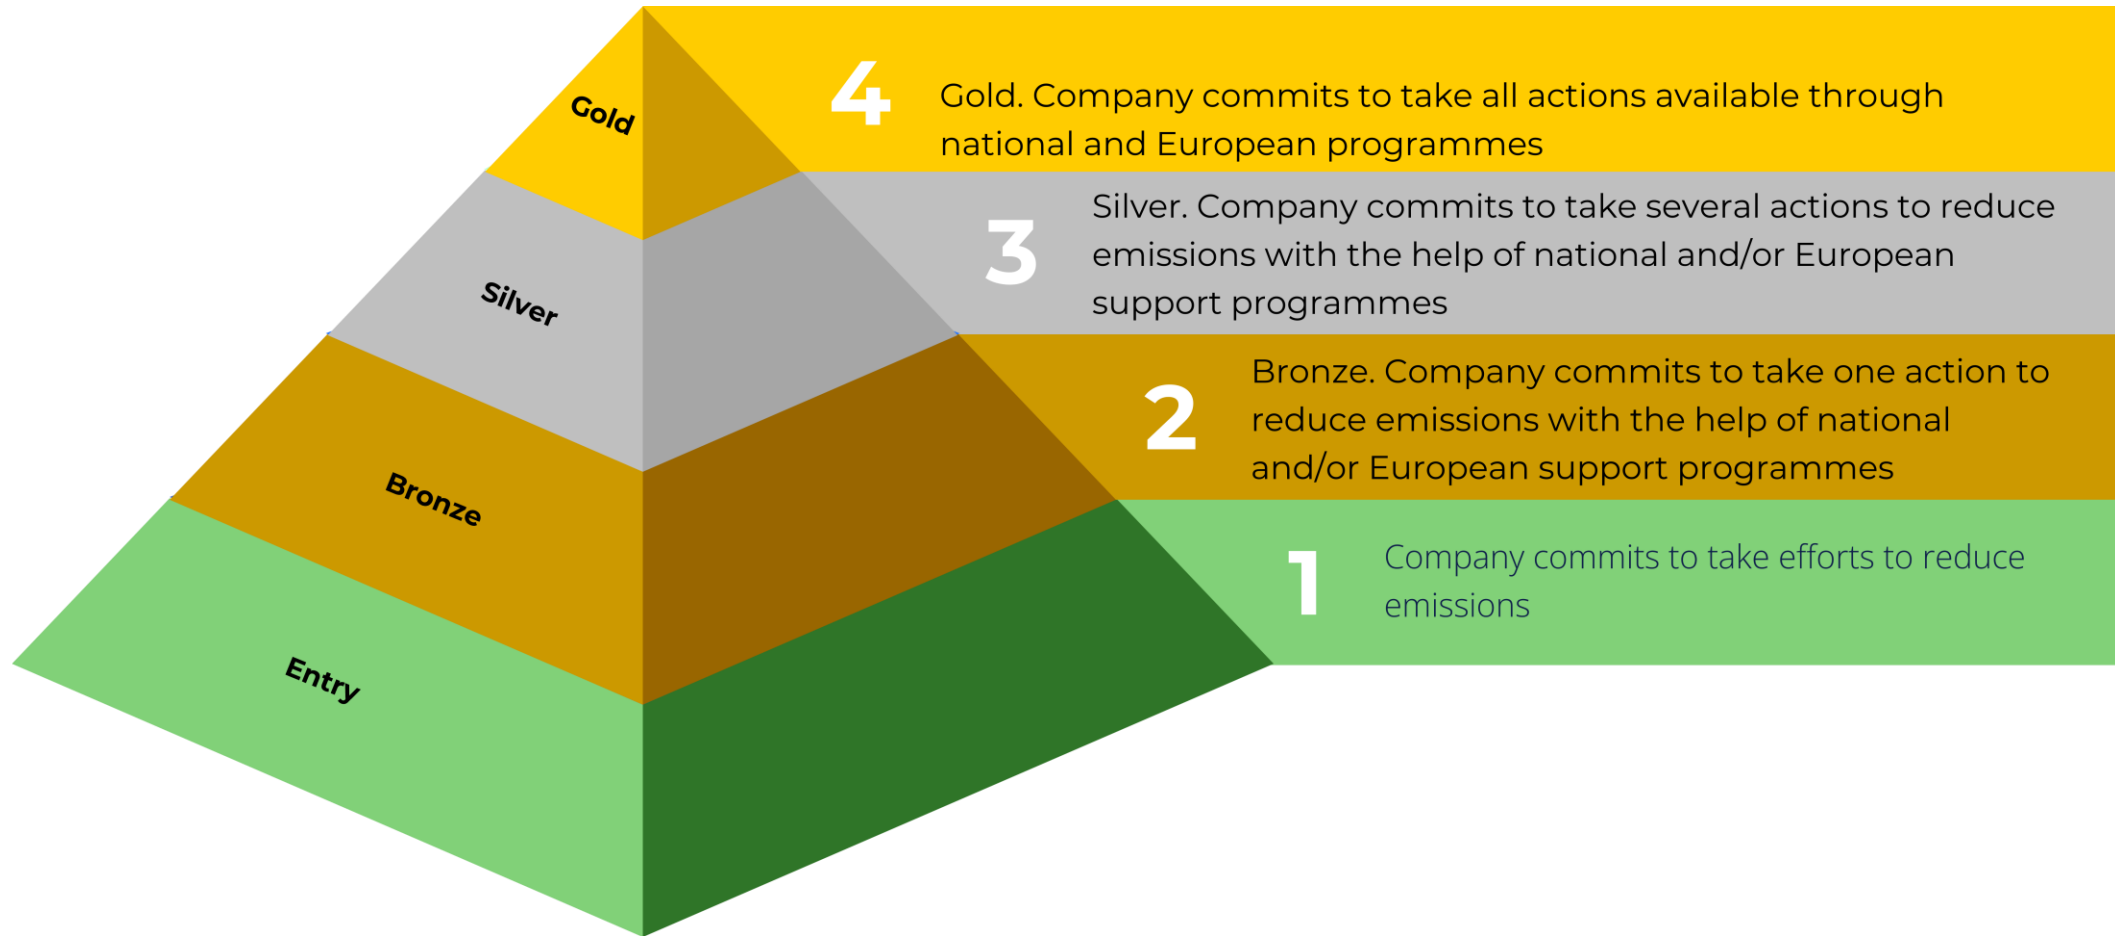 Gold
4
Gold. Company commits to take all actions available through
national and European programmes
Silver
3
Silver. Company commits to take several actions to reduce
emissions with the help of national and/or European
support programmes
Bronze
2
Bronze. Company commits to take one action to
reduce emissions with the help of national
and/or European support programmes
Entry
1
Company commits to take efforts to reduce
emissions